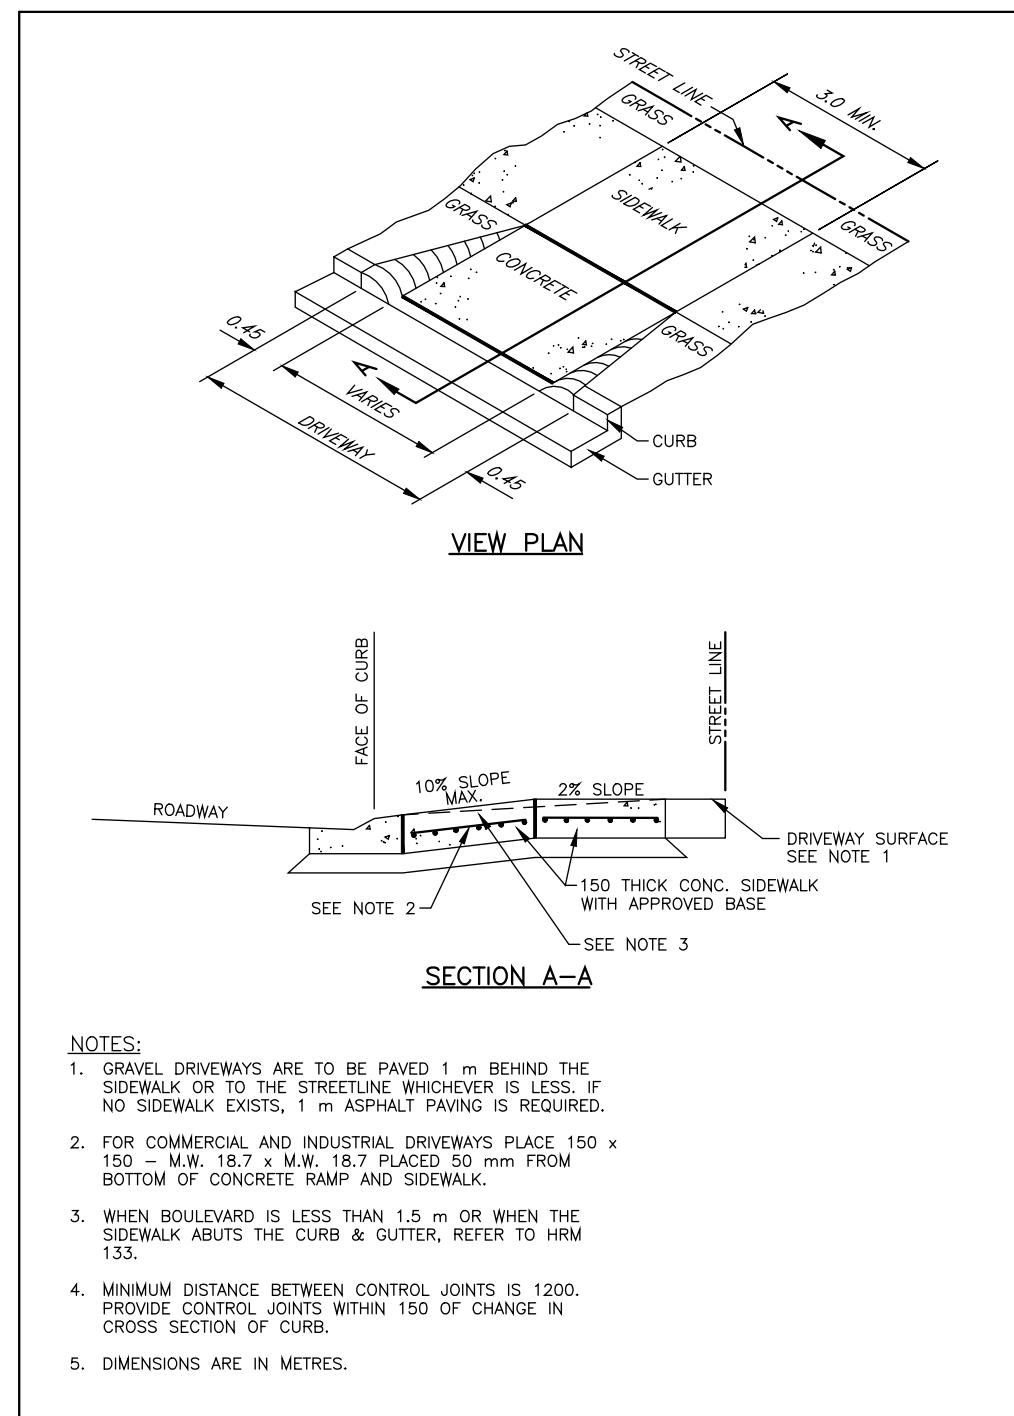 STREET LINE
GRASS
3.0 MIN.
A
SIDEWALK
GRASS
GRASS
CONCRETE
GRASS
0.45
A
VARIES
DRIVEWAY
0.45
CURB
GUTTER
VIEW PLAN
FACE OF CURB
STREET LINE
ROADWAY
10% SLOPE
MAX.
2% SLOPE
DRIVEWAY SURFACE
SEE NOTE 1
150 THICK CONC. SIDEWALK
WITH APPROVED BASE
SEE NOTE 2
SEE NOTE 3
SECTION A-A
NOTES:
1. GRAVEL DRIVEWAYS ARE TO BE PAVED 1 m BEHIND THE
SIDEWALK OR TO THE STREETLINE WHICHEVER IS LESS. IF
NO SIDEWALK EXISTS, 1 m ASPHALT PAVING IS REQUIRED.
2. FOR COMMERCIAL AND INDUSTRIAL DRIVEWAYS PLACE 150 x
150 – M.W. 18.7 x M.W. 18.7 PLACED 50 mm FROM
BOTTOM OF CONCRETE RAMP AND SIDEWALK.
3. WHEN BOULEVARD IS LESS THAN 1.5 m OR WHEN THE
SIDEWALK ABUTS THE CURB & GUTTER, REFER TO HRM
133.
4. MINIMUM DISTANCE BETWEEN CONTROL JOINTS IS 1200.
PROVIDE CONTROL JOINTS WITHIN 150 OF CHANGE IN
CROSS SECTION OF CURB.
5. DIMENSIONS ARE IN METRES.